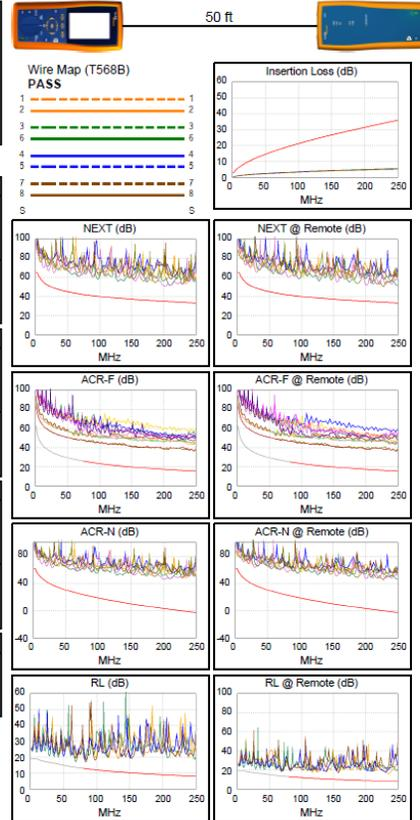 50 ft
Wire Map (T568B)
PASS
1 1
2 2
3 3
6 6
4 4
5 5
7 7
8 8
S S
Insertion Loss (dB)
60
50
40
30
20
10
0
0 50 100 150 200 250
MHz
NEXT (dB)
100
80
60
40
20
0
0 50 100 150 200 250
MHz
NEXT @ Remote (dB)
100
80
60
40
20
0
0 50 100 150 200 250
MHz
ACR-F (dB)
100
80
60
40
20
0
0 50 100 150 200 250
MHz
ACR-F @ Remote (dB)
100
80
60
40
20
0
0 50 100 150 200 250
MHz
ACR-N (dB)
80
40
0
-40
0 50 100 150 200 250
MHz
ACR-N @ Remote (dB)
80
40
0
-40
0 50 100 150 200 250
MHz
RL (dB)
60
50
40
30
20
10
0
0 50 100 150 200 250
MHz
RL @ Remote (dB)
100
80
60
40
20
0
0 50 100 150 200 250
MHz